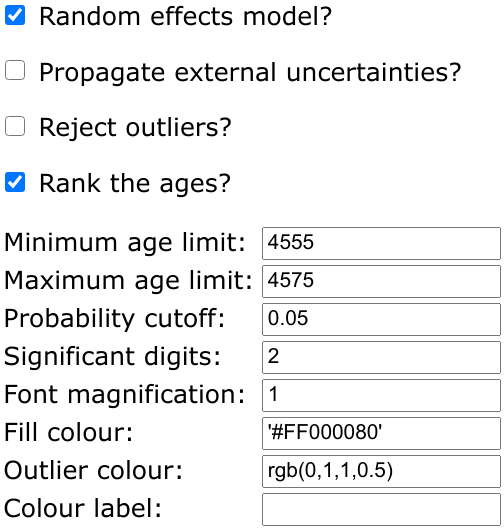 Random effects model?
Propagate external uncertainties?
Reject outliers?
Rank the ages?
Minimum age limit: 4555
Maximum age limit: 4575
Probability cutoff: 0.05
Significant digits: 2
Font magnification: 1
Fill colour: '#FF000080'
Outlier colour: rgb(0,1,1,0.5)
Colour label: